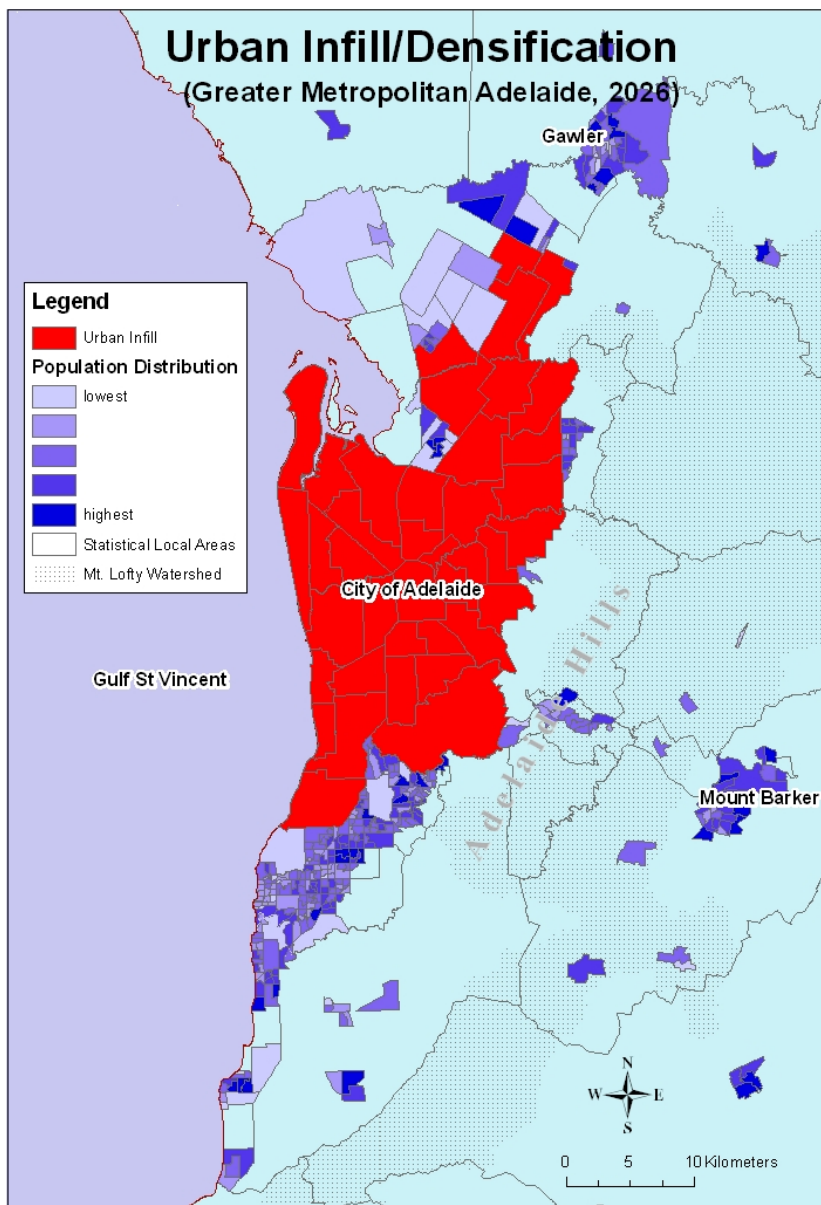 Urban Infill/Densification
(Greater Metropolitan Adelaide, 2026)
Gawler
Legend
Urban Infill
Population Distribution
lowest
highest
Statistical Local Areas
Mt. Lofty Watershed
City of Adelaide
Adelaide Hills
Gulf St Vincent
Mount Barker
N
W E
S
0 5 10 Kilometers